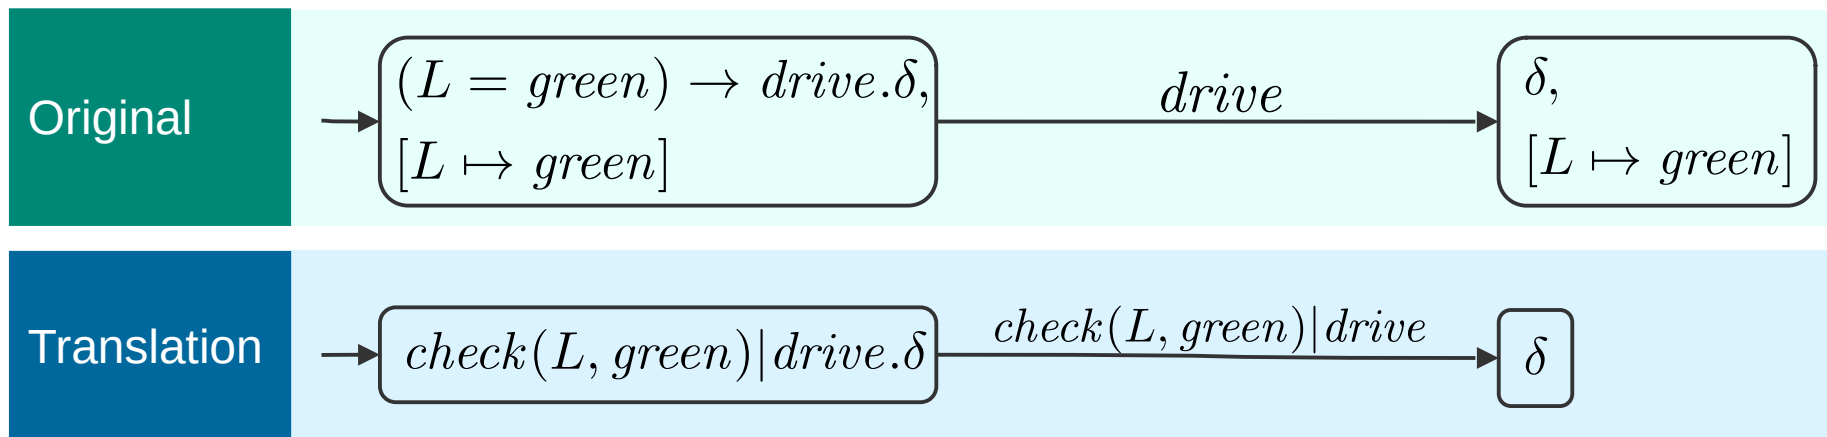 Original
(L = green) → drive.δ,
[L ↦ green]
drive
δ,
[L ↦ green]
Translation
check(L, green)|drive.δ
check(L, green)|drive
δ